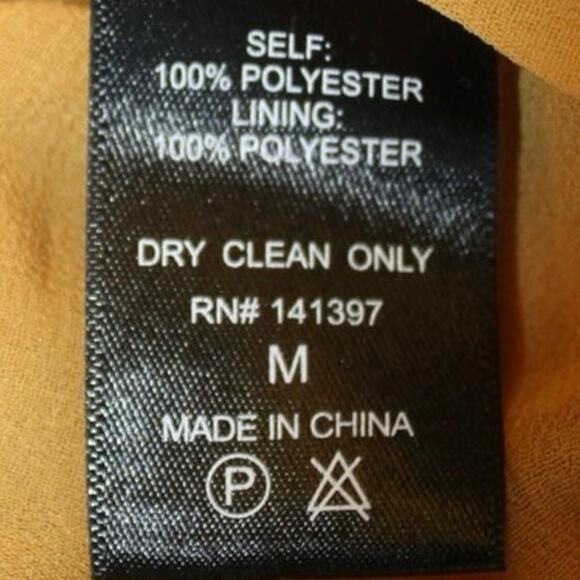 SELF:
100% POLYESTER
LINING:
100% POLYESTER
DRY CLEAN ONLY
RN# 141397
M
MADE IN CHINA
P